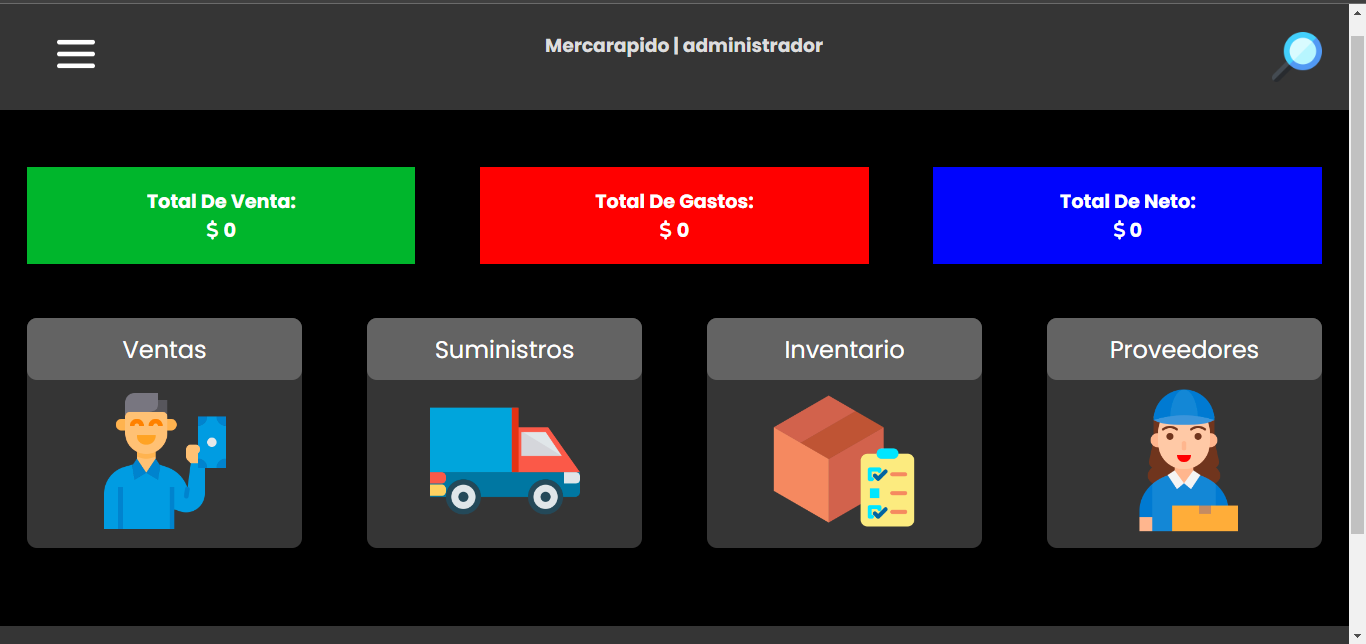 Mercarapido | administrador
Total De Venta:
$ 0
Total De Gastos:
$ 0
Total De Neto:
$ 0
Ventas
Suministros
Inventario
Proveedores